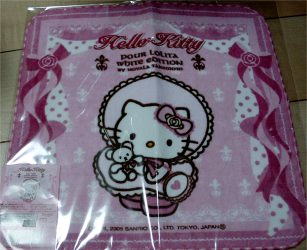 Hello Kitty
POUR LOLITA
WHITE EDITION
BY NOVALA TAKEMOTO
2005 SANRIO CO., LTD. TOKYO, JAPAN